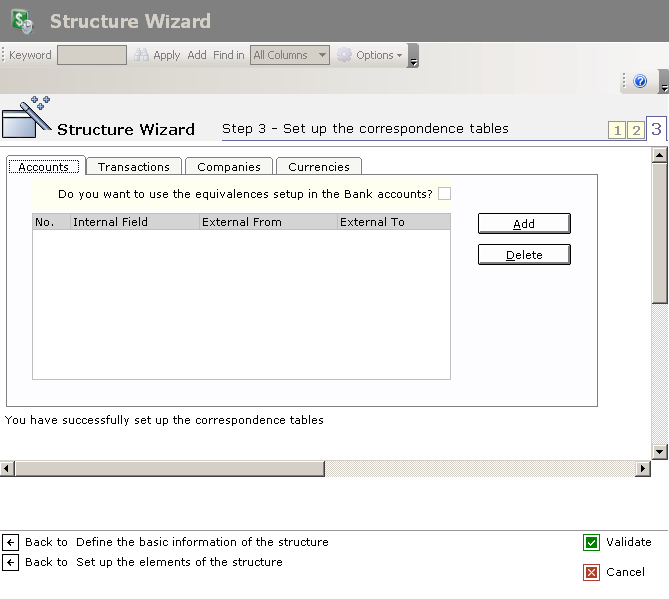 Structure Wizard
Keyword Apply Add Find in All Columns Options
Structure Wizard Step 3 - Set up the correspondence tables 1 2 3
Accounts Transactions Companies Currencies
Do you want to use the equivalences setup in the Bank accounts?
No. Internal Field External From External To
Add
Delete
You have successfully set up the correspondence tables
Back to Define the basic information of the structure
Validate
Back to Set up the elements of the structure
Cancel